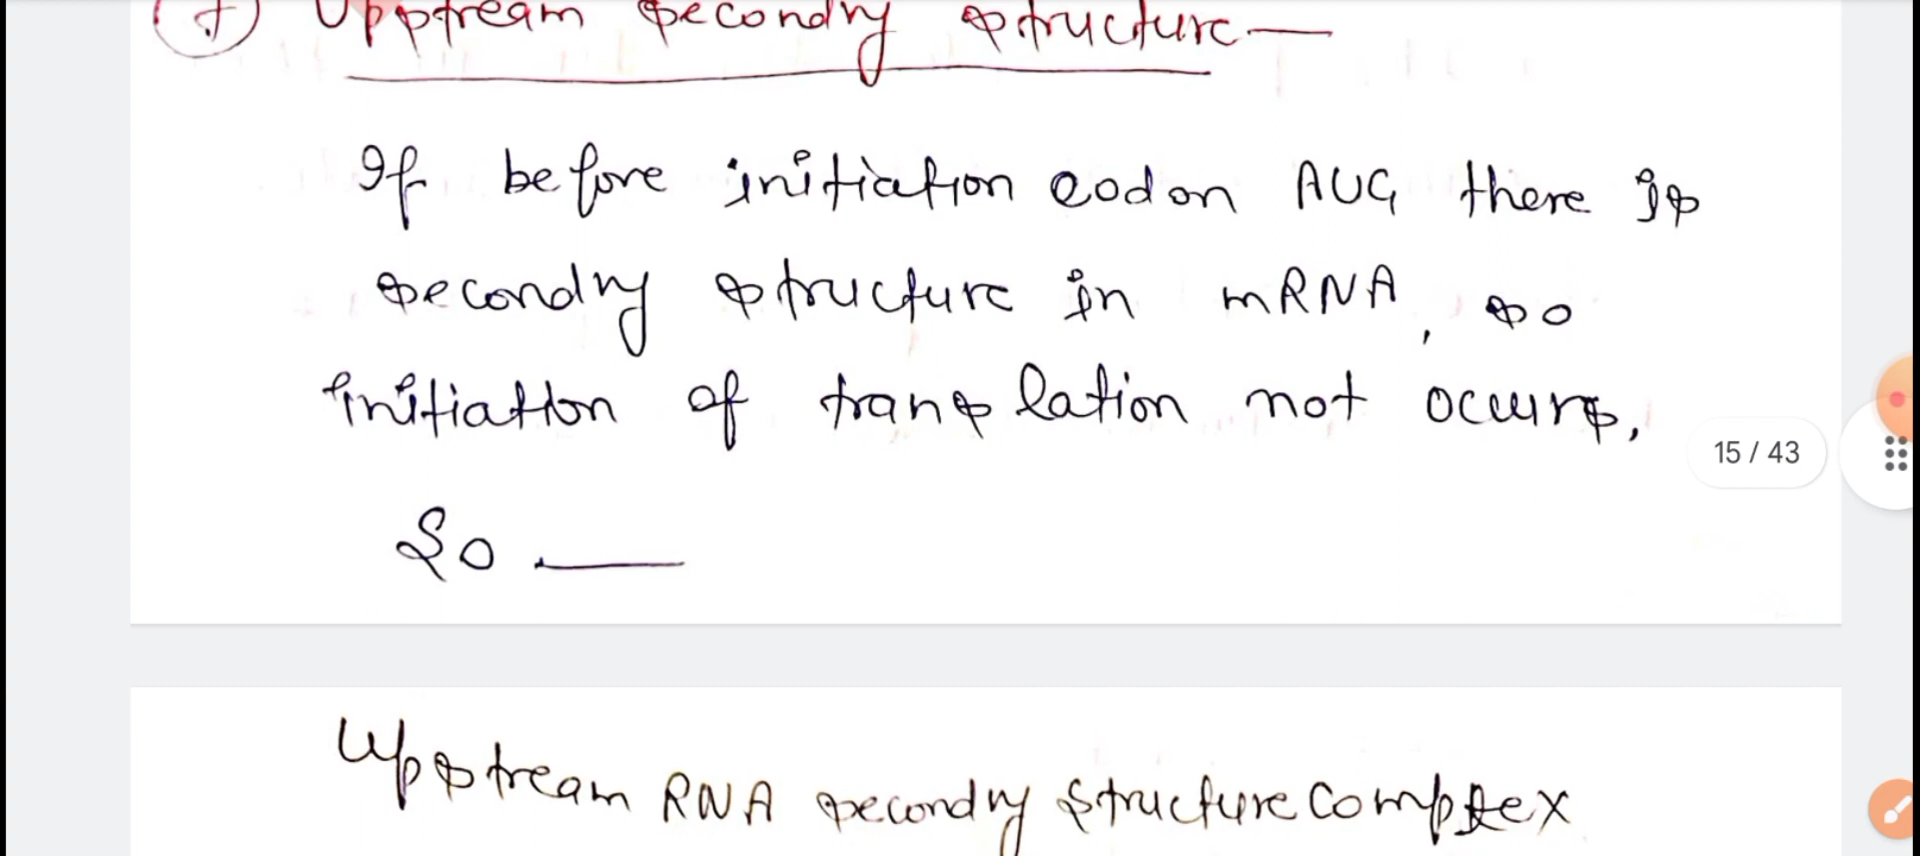 Upstream secondry structure—
If before initiation codon AUG there is
secondry structure in mRNA, so
initiation of translation not occurs,
15 / 43
So —
Upstream RNA secondry structure complex